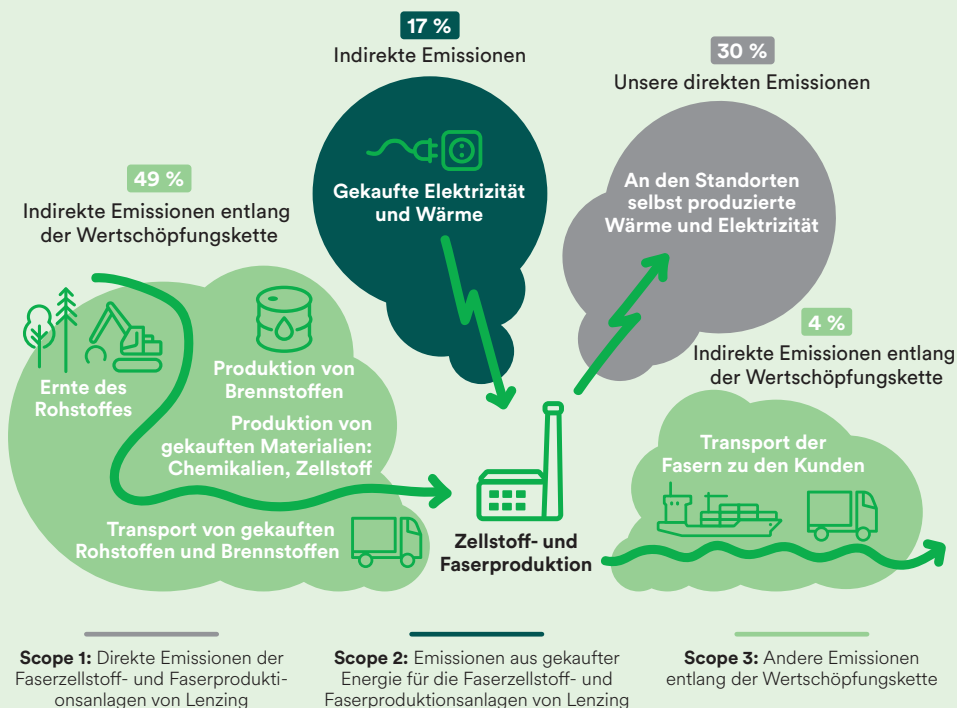 17 %
Indirekte Emissionen
30 %
Unsere direkten Emissionen
49 %
Indirekte Emissionen entlang
der Wertschöpfungskette
Gekaufte Elektrizität
und Wärme
An den Standorten
selbst produzierte
Wärme und Elektrizität
4 %
Indirekte Emissionen entlang
der Wertschöpfungskette
Ernte des
Rohstoffes
Produktion von
Brennstoffen
Produktion von
gekauften Materialien:
Chemikalien, Zellstoff
Transport von gekauften
Rohstoffen und Brennstoffen
Zellstoff- und
Faserproduktion
Transport der
Fasern zu den Kunden
Scope 1: Direkte Emissionen der
Faserzellstoff- und Faserprodukti-
onsanlagen von Lenzing
Scope 2: Emissionen aus gekaufter
Energie für die Faserzellstoff- und
Faserproduktionsanlagen von Lenzing
Scope 3: Andere Emissionen
entlang der Wertschöpfungskette